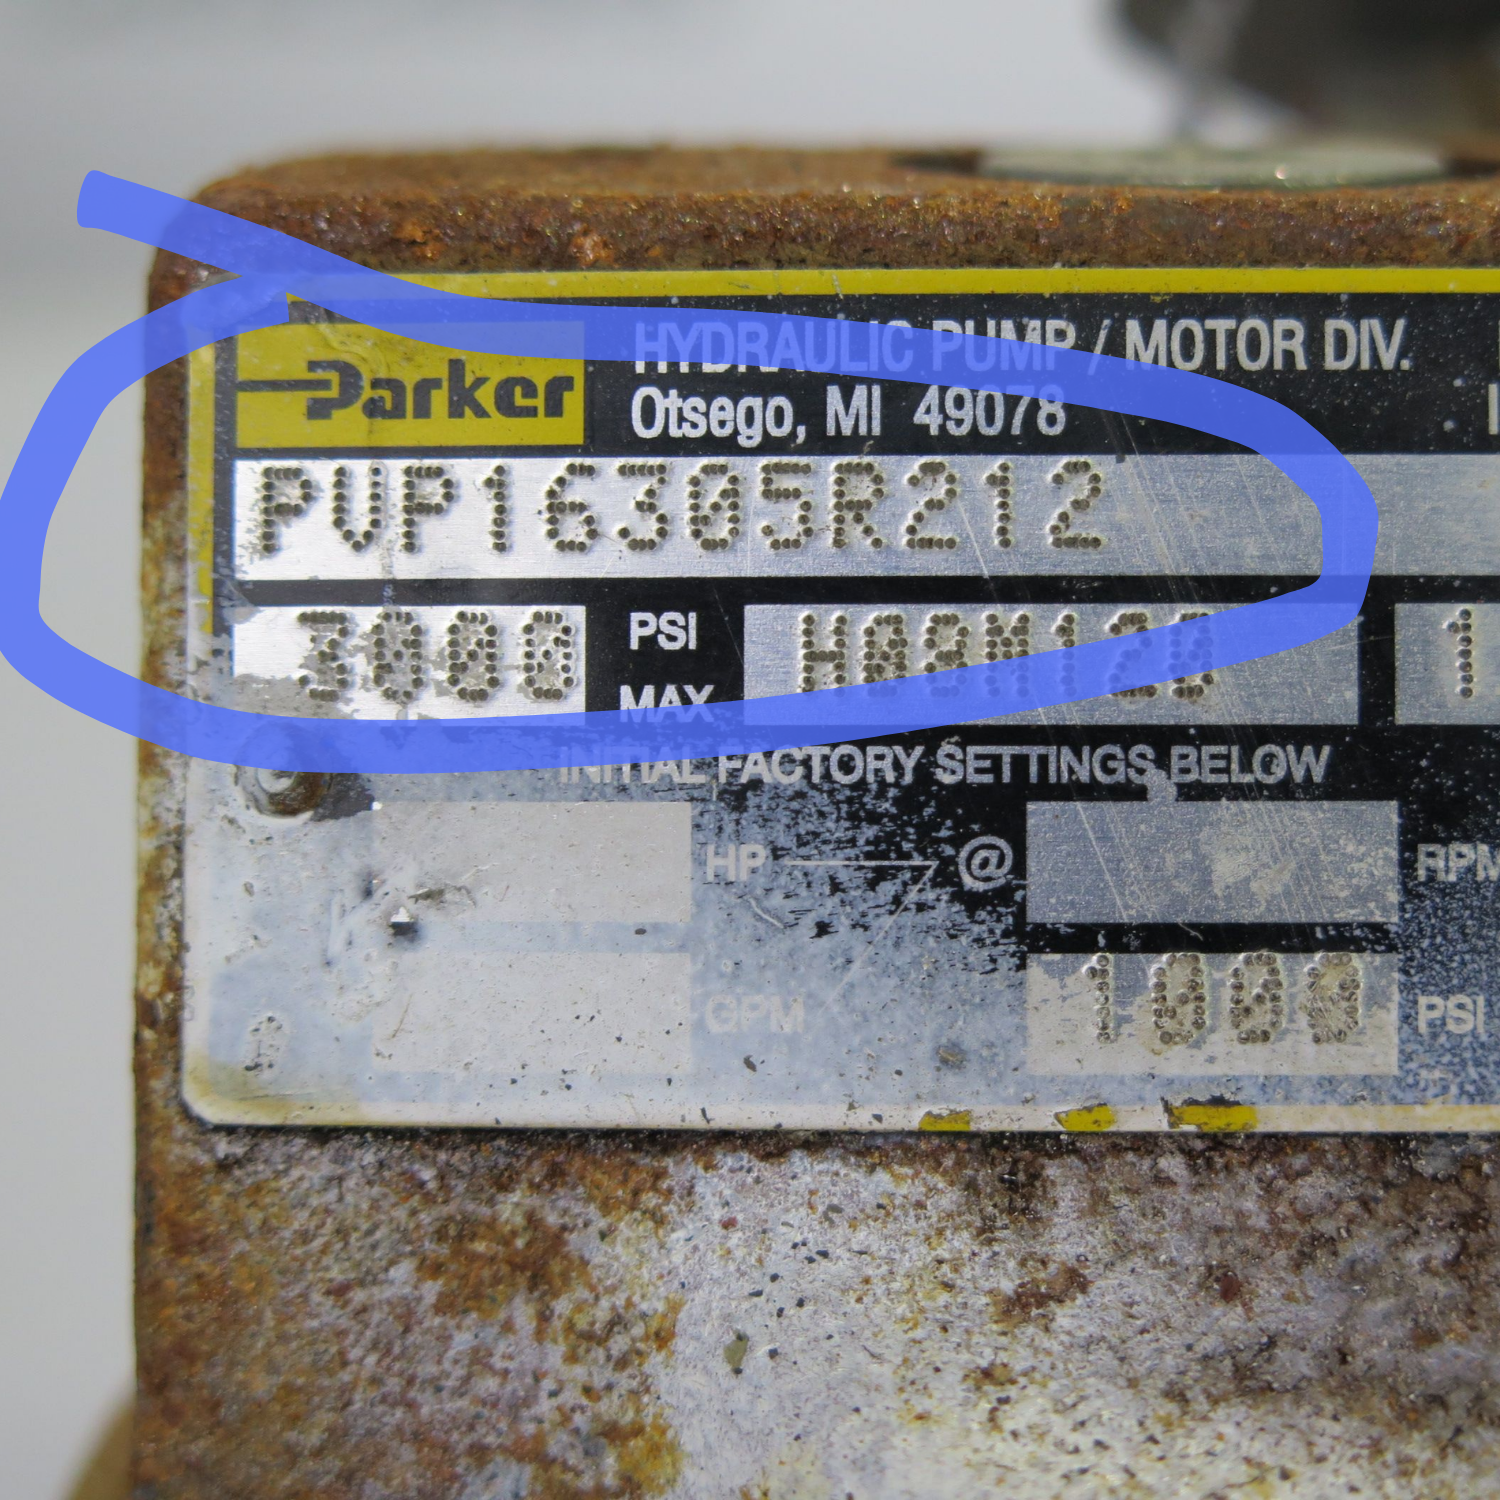 Parker
HYDRAULIC PUMP / MOTOR DIV.
Otsego, MI 49078
PVP16305R212
3000 PSI MAX
INITIAL FACTORY SETTINGS BELOW
HP @ RPM
GPM 1000 PSI